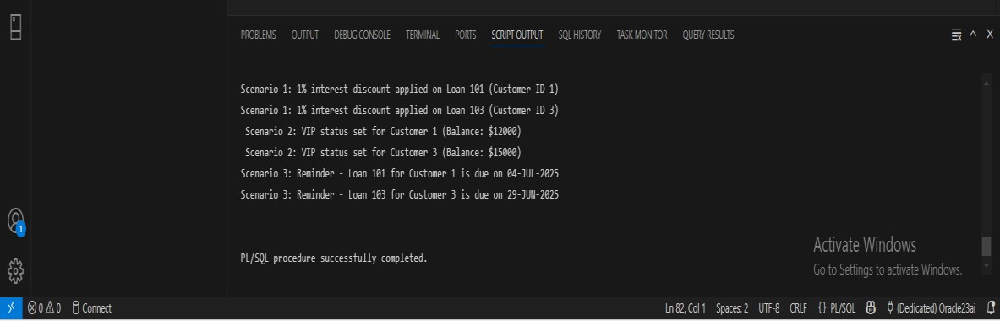 PROBLEMS OUTPUT DEBUG CONSOLE TERMINAL PORTS SCRIPT OUTPUT SQL HISTORY TASK MONITOR QUERY RESULTS
Scenario 1: 1% interest discount applied on Loan 101 (Customer ID 1)
Scenario 1: 1% interest discount applied on Loan 103 (Customer ID 3)
Scenario 2: VIP status set for Customer 1 (Balance: $12000)
Scenario 2: VIP status set for Customer 3 (Balance: $15000)
Scenario 3: Reminder - Loan 101 for Customer 1 is due on 04-JUL-2025
Scenario 3: Reminder - Loan 103 for Customer 3 is due on 29-JUN-2025
1
PL/SQL procedure successfully completed.
Activate Windows
Go to Settings to activate Windows.
0 0 Connect Ln 82, Col 1 Spaces: 2 UTF-8 CRLF {} PL/SQL (Dedicated) Oracle23ai